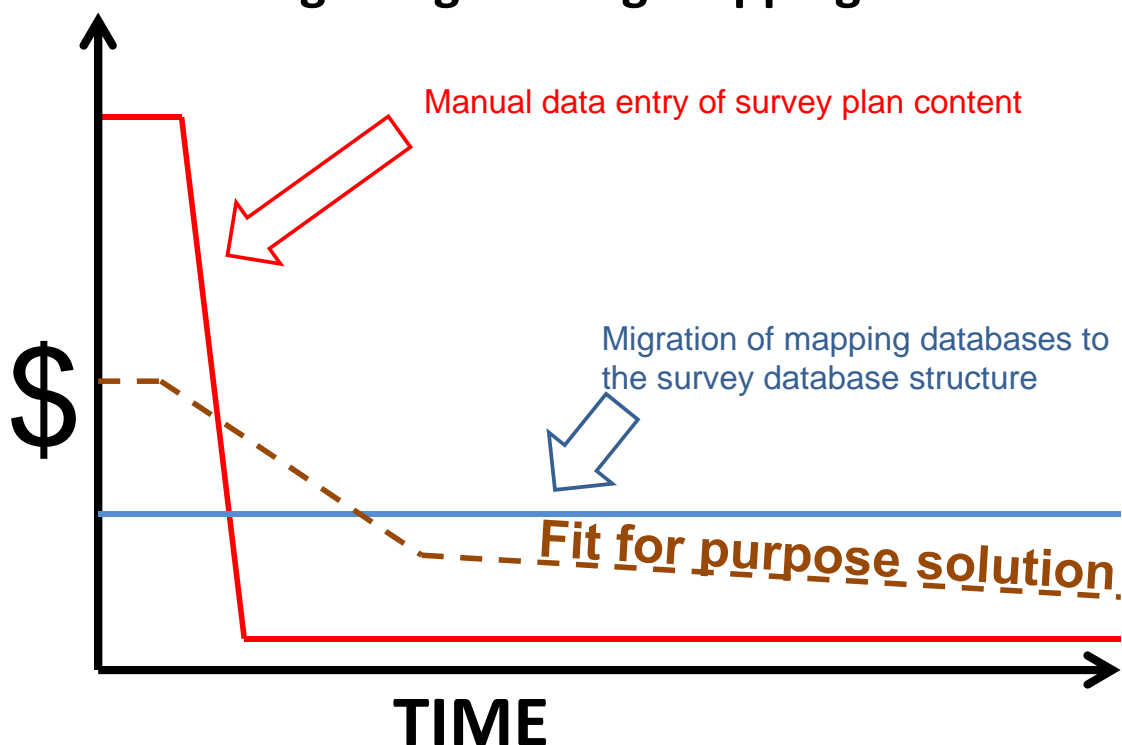 Manual data entry of survey plan content
Migration of mapping databases to
the survey database structure
$
Fit for purpose solution
TIME